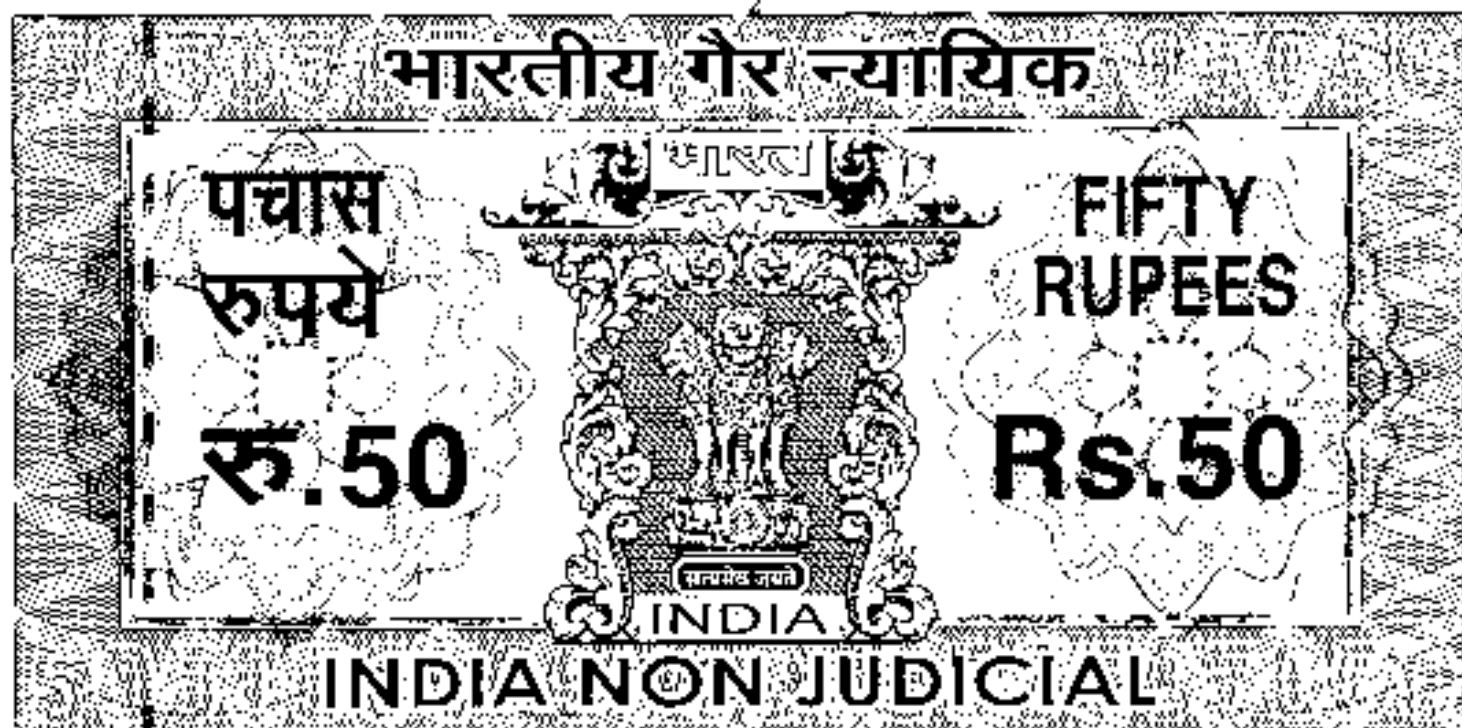 भारतीय गैर न्यायिक
भारत
पचास
रुपये
FIFTY
RUPEES
रु.50
Rs.50
सत्यमेव जयते
INDIA
INDIA NON JUDICIAL